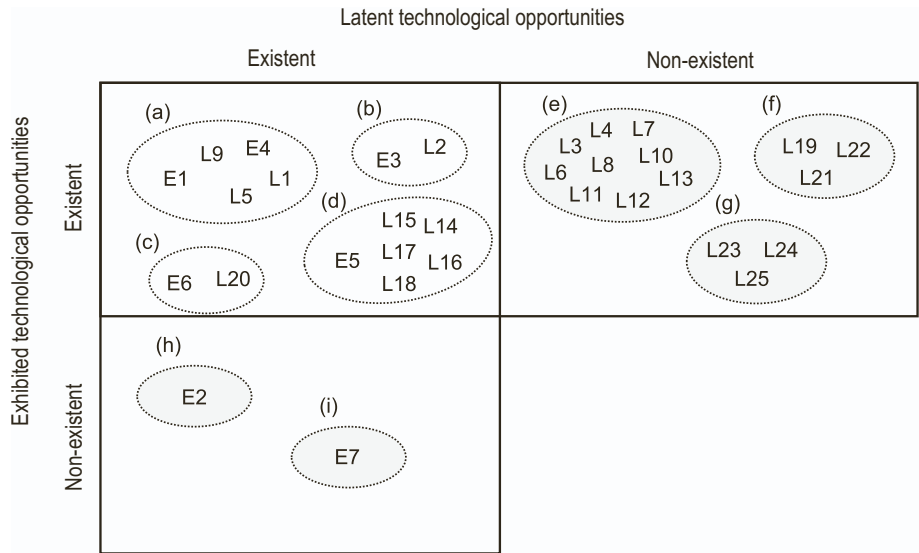 Latent technological opportunities
Existent
Non-existent
Exhibited technological opportunities
Existent
Non-existent
(a)
L9 E4
E1 L1
L5
(b)
L2
E3
(c)
E6 L20
(d)
L15 L14
E5 L17 L16
L18
(e)
L4 L7
L3 L10
L6 L8 L13
L11 L12
(f)
L19 L22
L21
(g)
L23 L24
L25
(h)
E2
(i)
E7